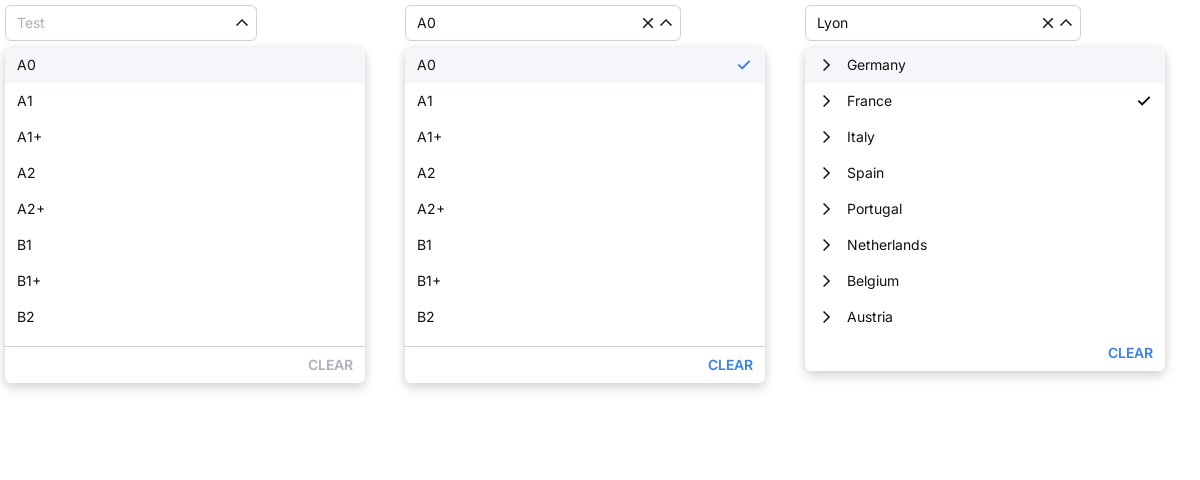 Test
A0
A1
A1+
A2
A2+
B1
B1+
B2
CLEAR
A0
A0
A1
A1+
A2
A2+
B1
B1+
B2
CLEAR
Lyon
Germany
France
Italy
Spain
Portugal
Netherlands
Belgium
Austria
CLEAR